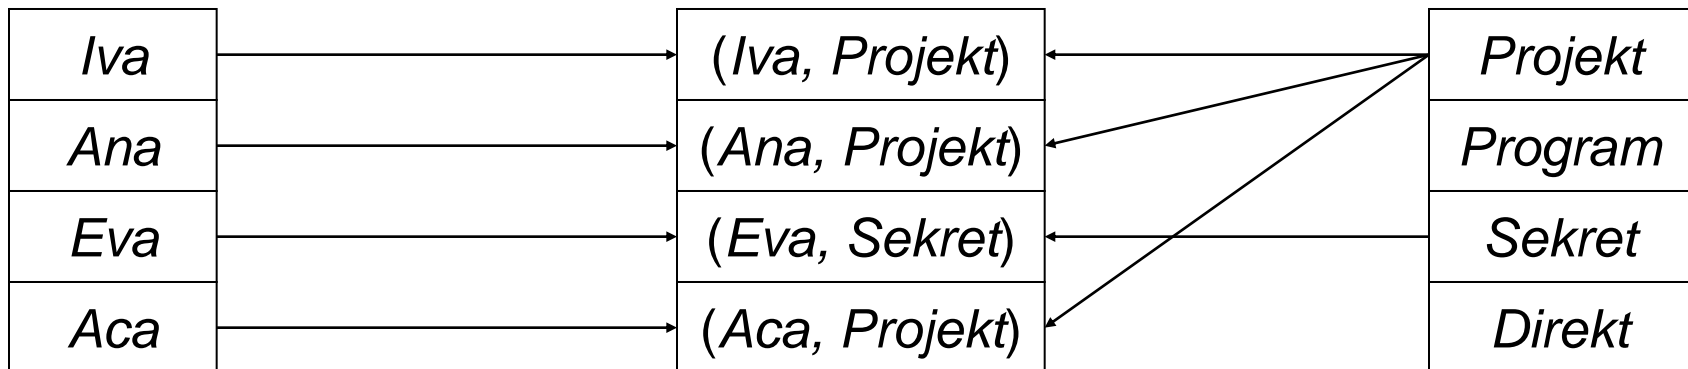 Iva (Iva, Projekt) Projekt
Ana (Ana, Projekt) Program
Eva (Eva, Sekret) Sekret
Aca (Aca, Projekt) Direkt